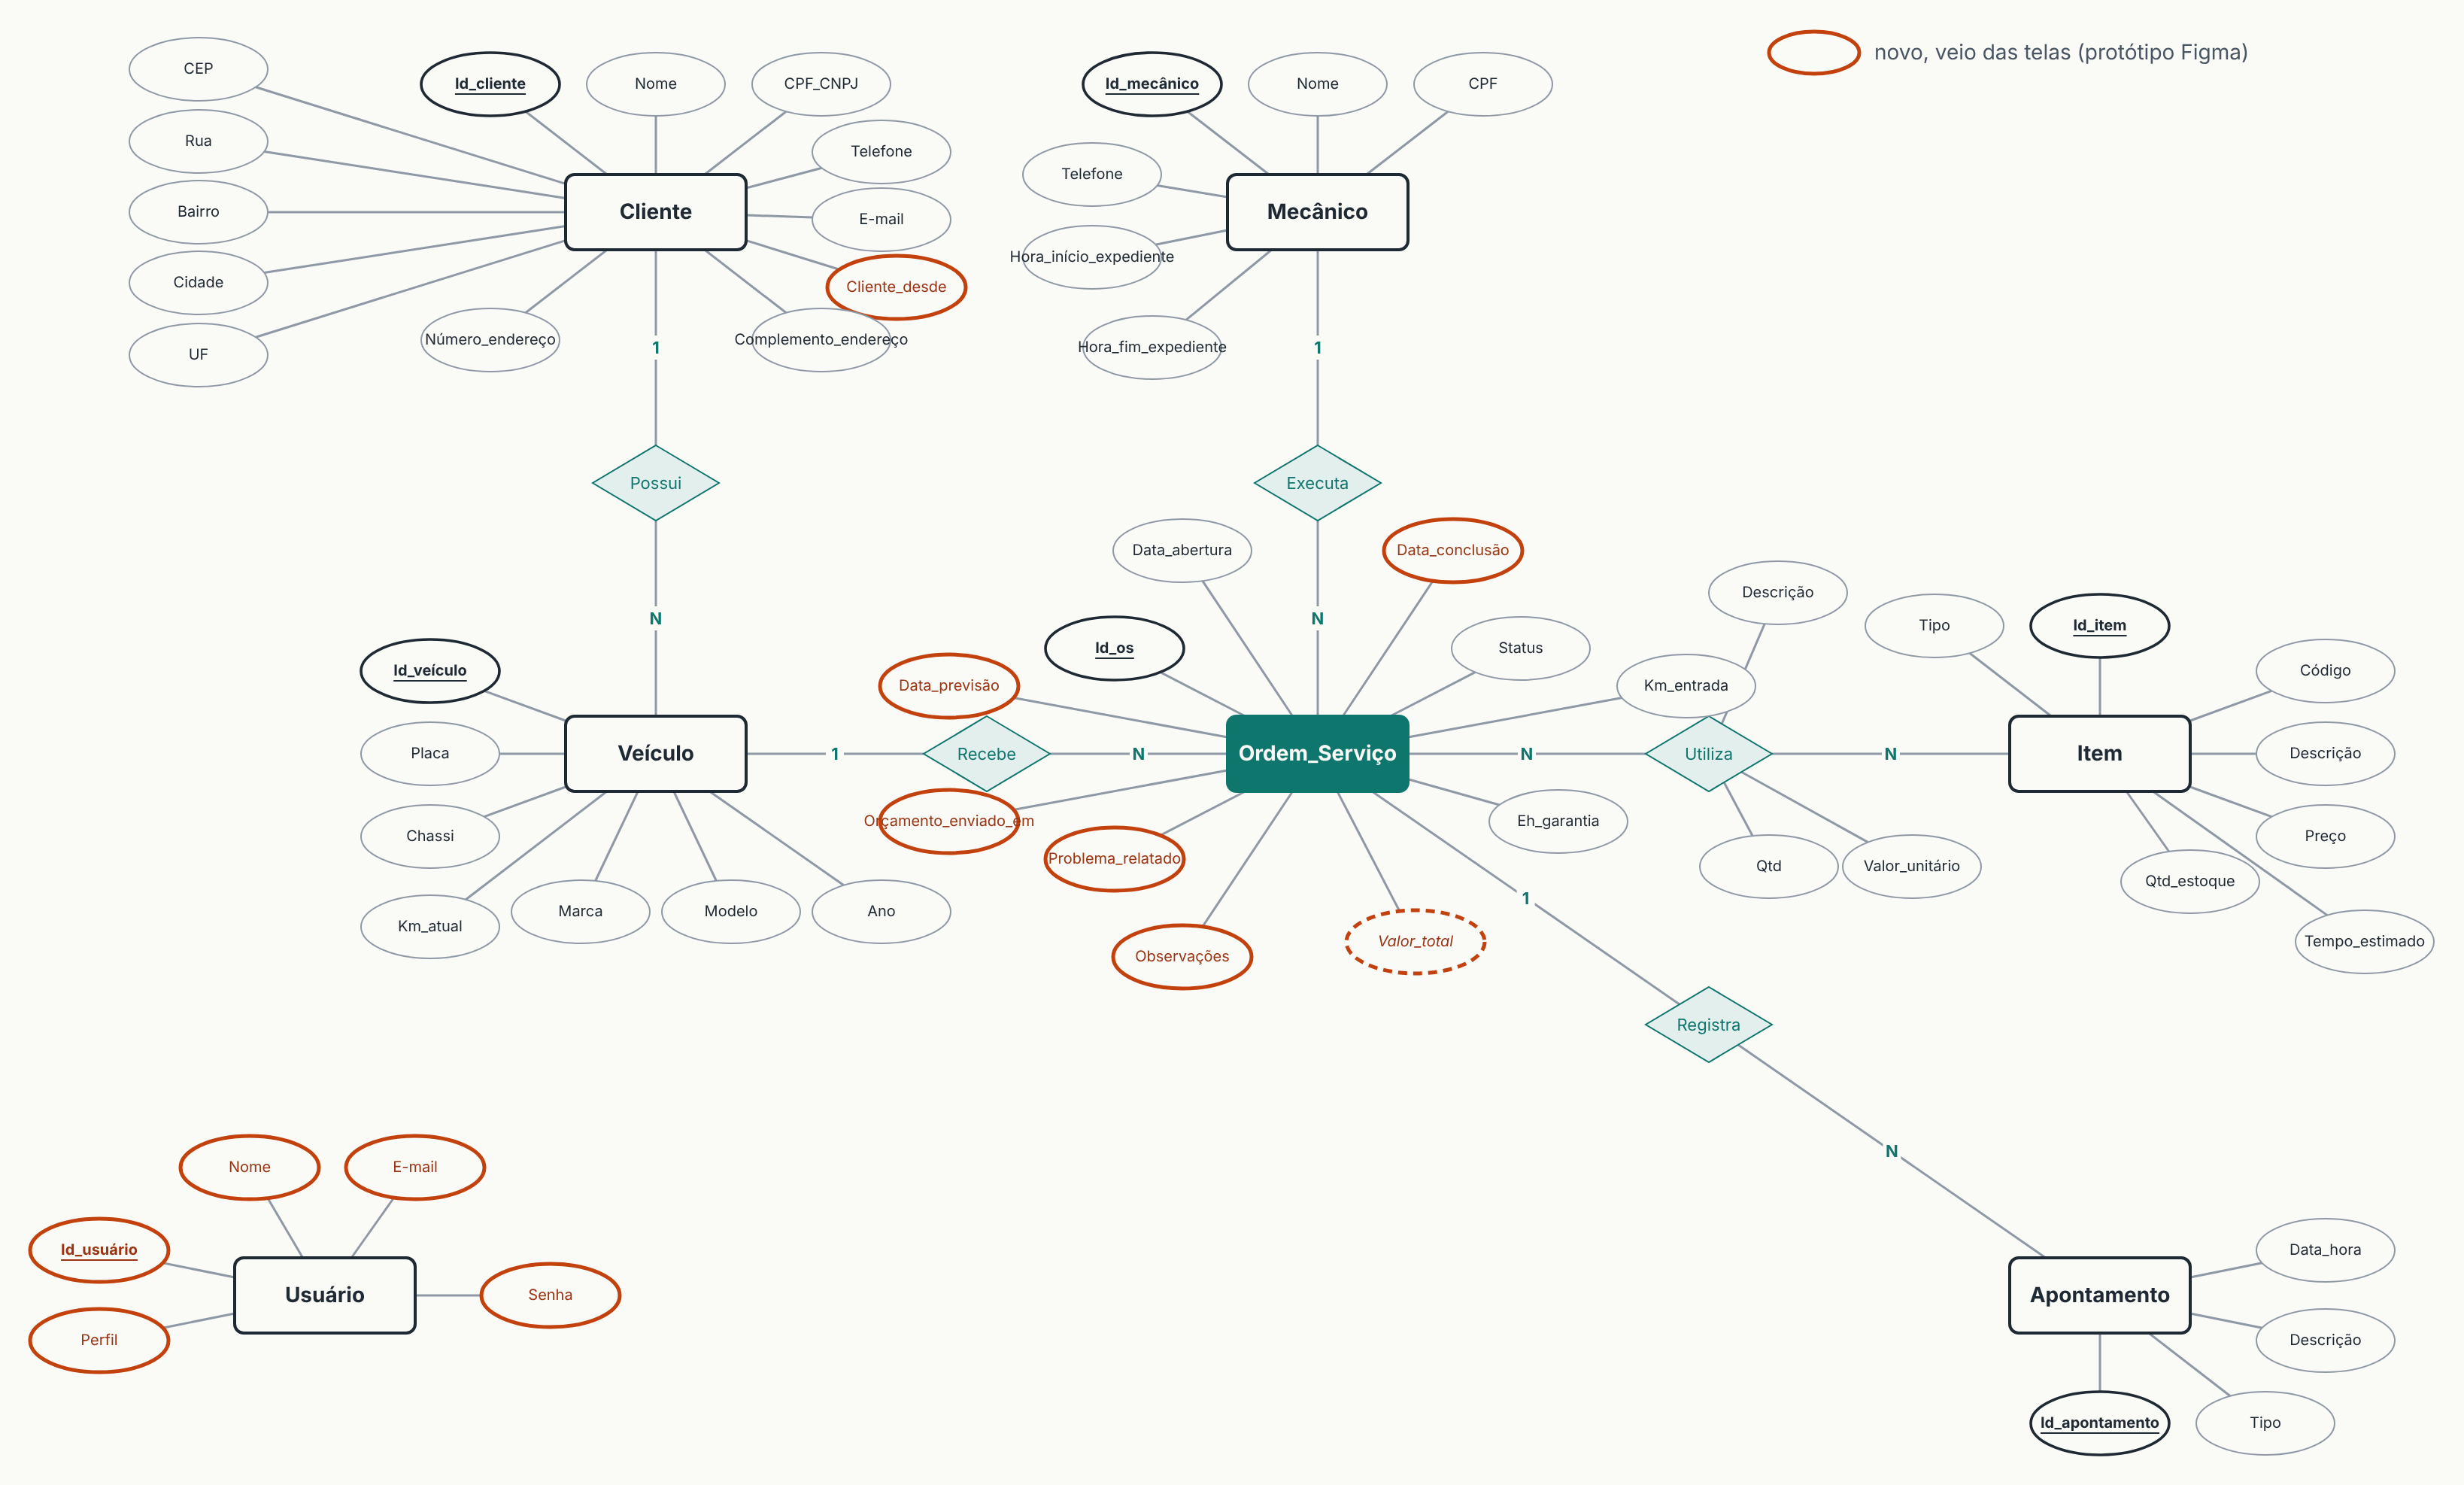 novo, veio das telas (protótipo Figma)
CEP
Id_cliente
Nome
CPF_CNPJ
Rua
Telefone
Bairro
Cliente
E-mail
Cidade
Cliente_desde
UF
Número_endereço
Complemento_endereço
1
Id_mecânico
Nome
CPF
Telefone
Mecânico
Hora_início_expediente
Hora_fim_expediente
1
Possui
Executa
N
N
Data_abertura
Data_conclusão
Id_os
Status
Data_previsão
Km_entrada
Descrição
Tipo
Id_item
Código
Id_veículo
Placa
Veículo
1
Recebe
N
Ordem_Serviço
N
Utiliza
N
Item
Descrição
Chassi
Orçamento_enviado_em
Problema_relatado
Eh_garantia
Qtd
Valor_unitário
Qtd_estoque
Preço
Km_atual
Marca
Modelo
Ano
Observações
Valor_total
1
Tempo_estimado
Registra
N
Nome
E-mail
Id_usuário
Usuário
Senha
Perfil
Data_hora
Apontamento
Descrição
Id_apontamento
Tipo